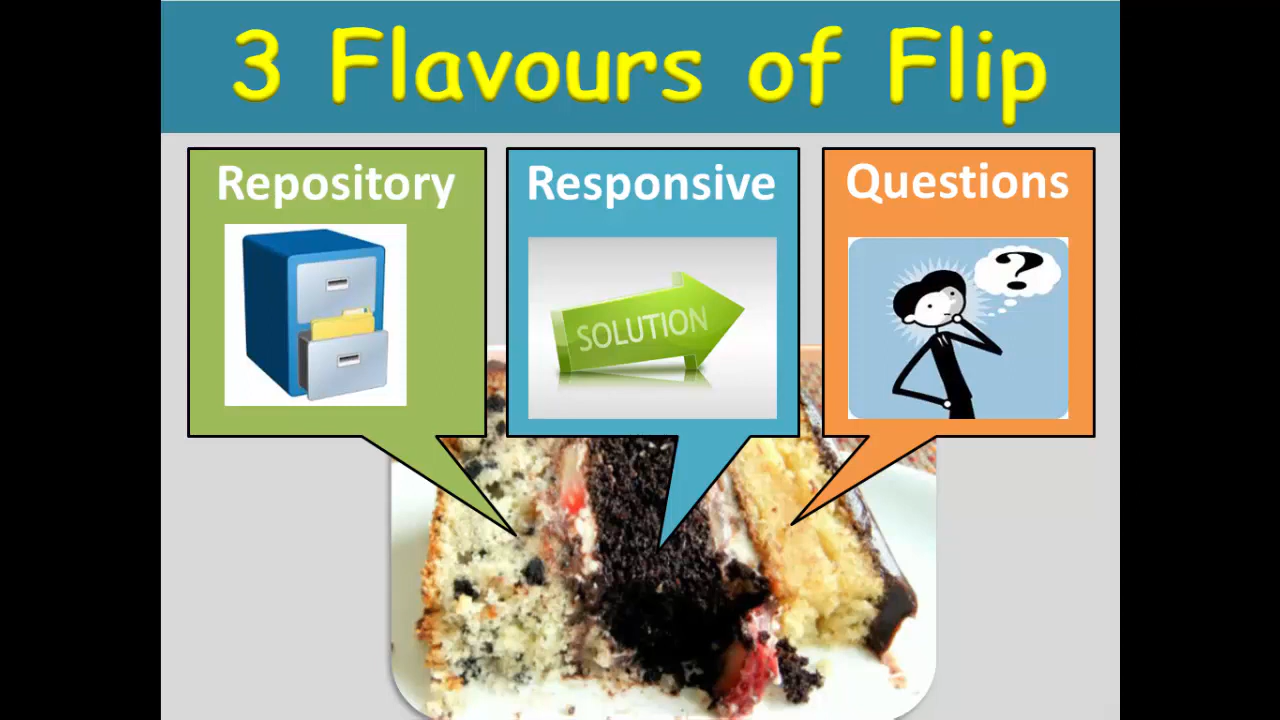 3 Flavours of Flip
Repository
Responsive
Questions
SOLUTION
?